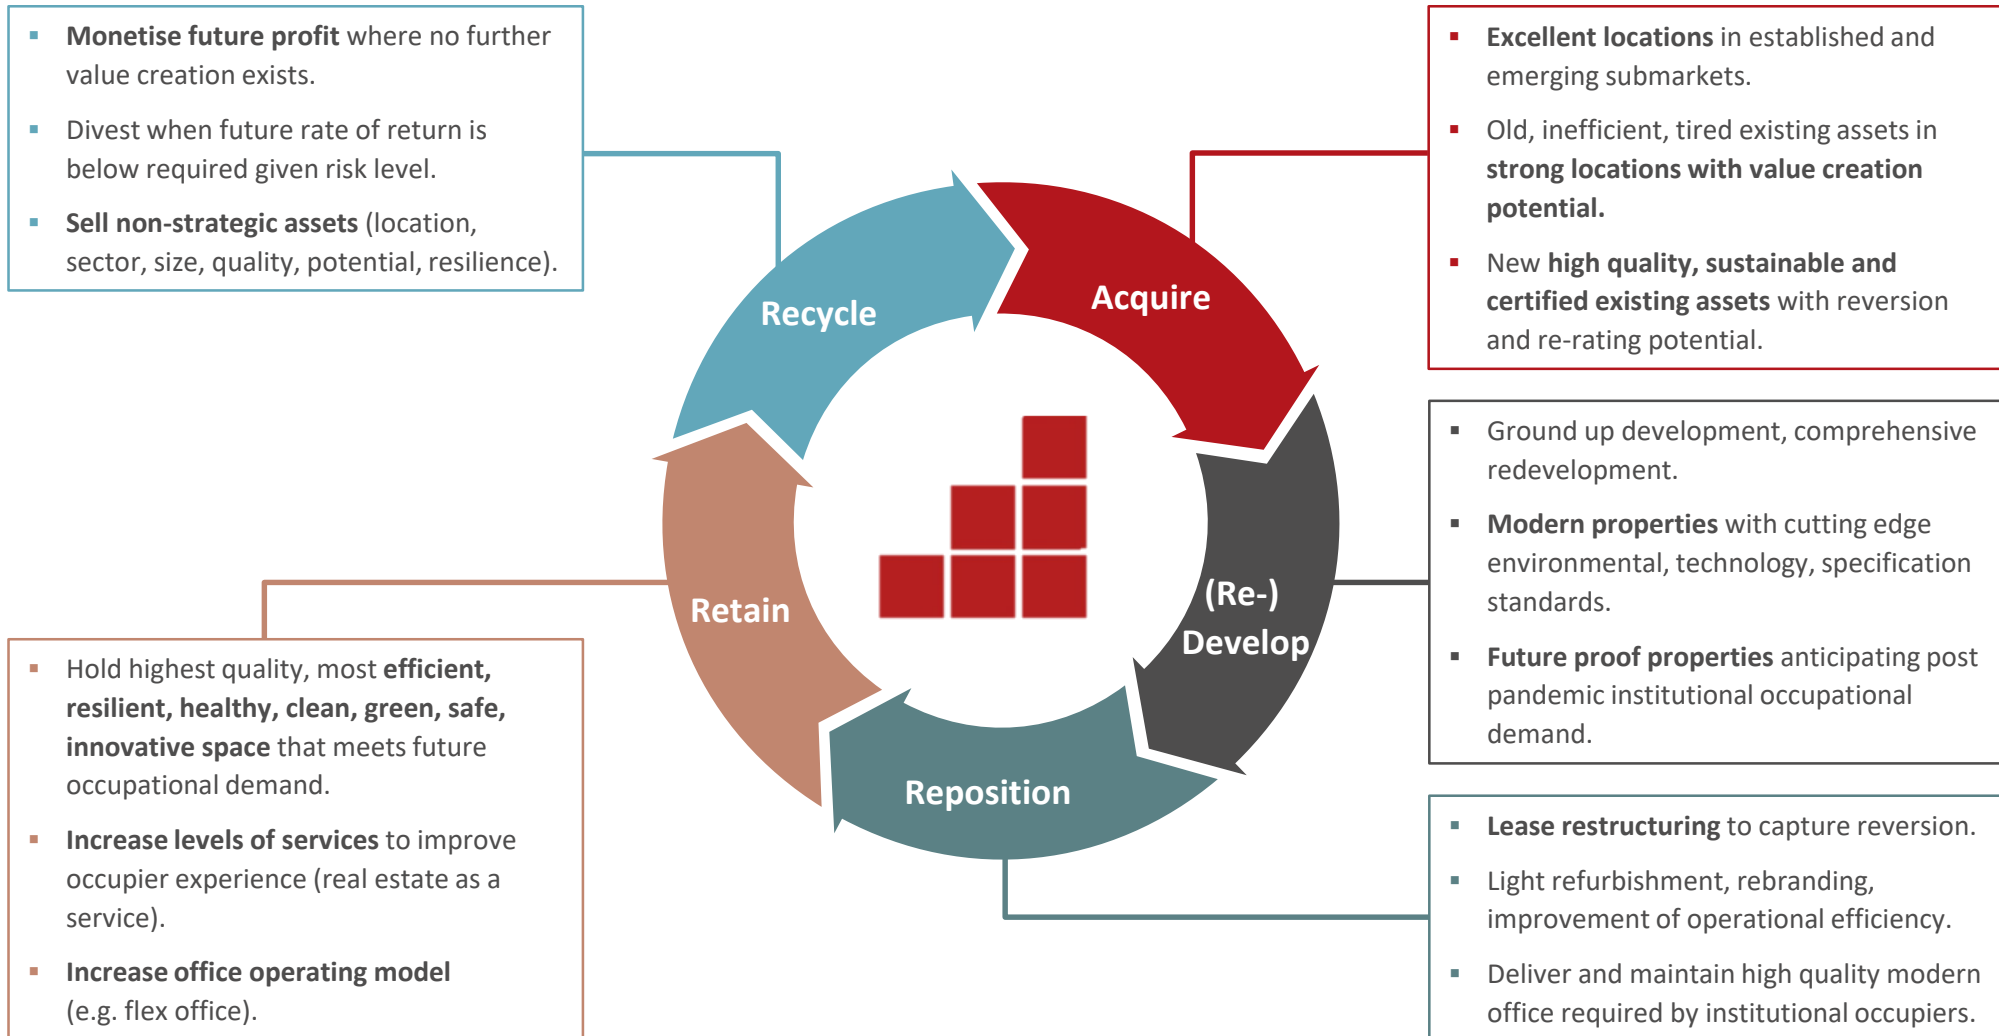 Monetise future profit where no further
value creation exists.
Divest when future rate of return is
below required given risk level.
Sell non-strategic assets (location,
sector, size, quality, potential, resilience).
Excellent locations in established and
emerging submarkets.
Old, inefficient, tired existing assets in
strong locations with value creation
potential.
New high quality, sustainable and
certified existing assets with reversion
and re-rating potential.
Recycle
Acquire
Ground up development, comprehensive
redevelopment.
Modern properties with cutting edge
environmental, technology, specification
standards.
Future proof properties anticipating post
pandemic institutional occupational
demand.
Retain
(Re-)
Develop
Reposition
Hold highest quality, most efficient,
resilient, healthy, clean, green, safe,
innovative space that meets future
occupational demand.
Increase levels of services to improve
occupier experience (real estate as a
service).
Increase office operating model
(e.g. flex office).
Lease restructuring to capture reversion.
Light refurbishment, rebranding,
improvement of operational efficiency.
Deliver and maintain high quality modern
office required by institutional occupiers.